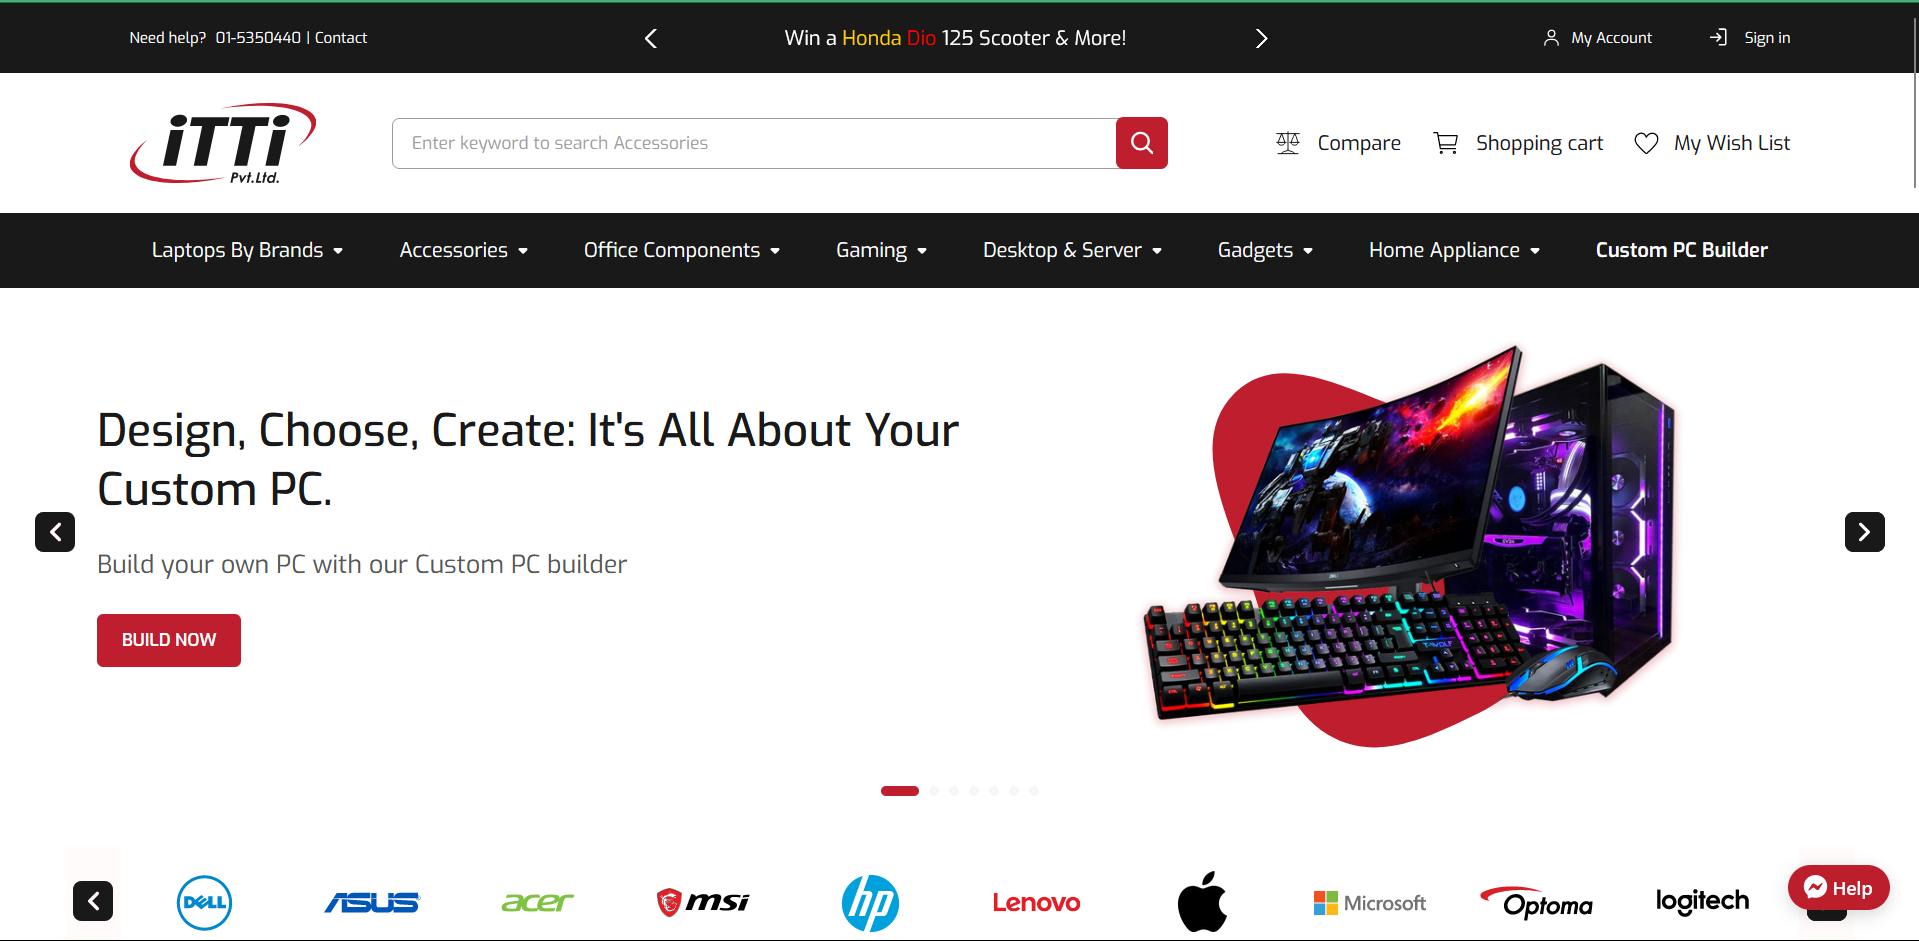 Need help? 01-5350440 | Contact
Win a Honda Dio 125 Scooter & More!
My Account
Sign in
iTTi
Pvt.Ltd.
Enter keyword to search Accessories
Compare
Shopping cart
My Wish List
Laptops By Brands
Accessories
Office Components
Gaming
Desktop & Server
Gadgets
Home Appliance
Custom PC Builder
Design, Choose, Create: It's All About Your
Custom PC.
Build your own PC with our Custom PC builder
BUILD NOW
T-WOLF
DELL
ASUS
acer
msi
hp
Lenovo
Microsoft
Optoma
logitech
Help